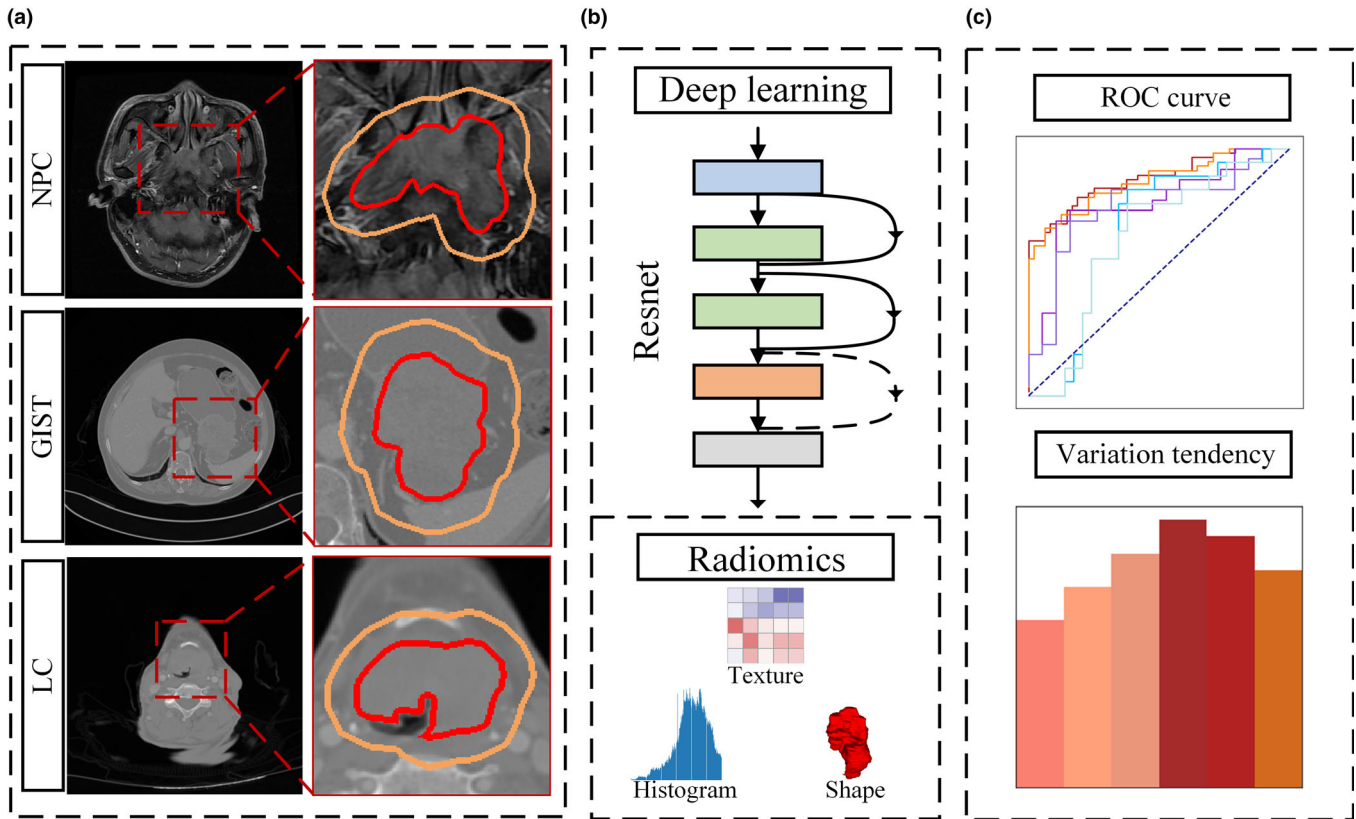 (a)
NPC
GIST
LC
(b)
Deep learning
Resnet
Radiomics
Texture
Histogram
Shape
(c)
ROC curve
Variation tendency